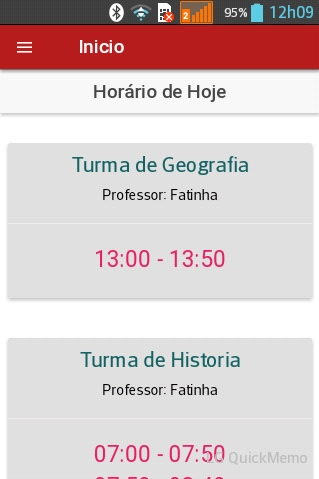 2
95% 12h09
Inicio
Horário de Hoje
Turma de Geografia
Professor: Fatinha
13:00 - 13:50
Turma de Historia
Professor: Fatinha
07:00 - 07:50
LG QuickMemo